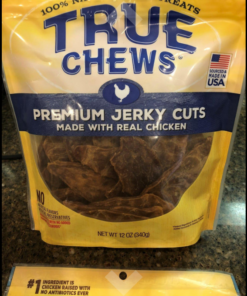 100% NATURAL TREATS
TRUE
CHEWS
MADE IN
USA
PREMIUM JERKY CUTS
MADE WITH REAL CHICKEN
NO
NET WT 12 OZ (340g)
#1 INGREDIENT IS
CHICKEN RAISED WITH
NO ANTIBIOTICS EVER